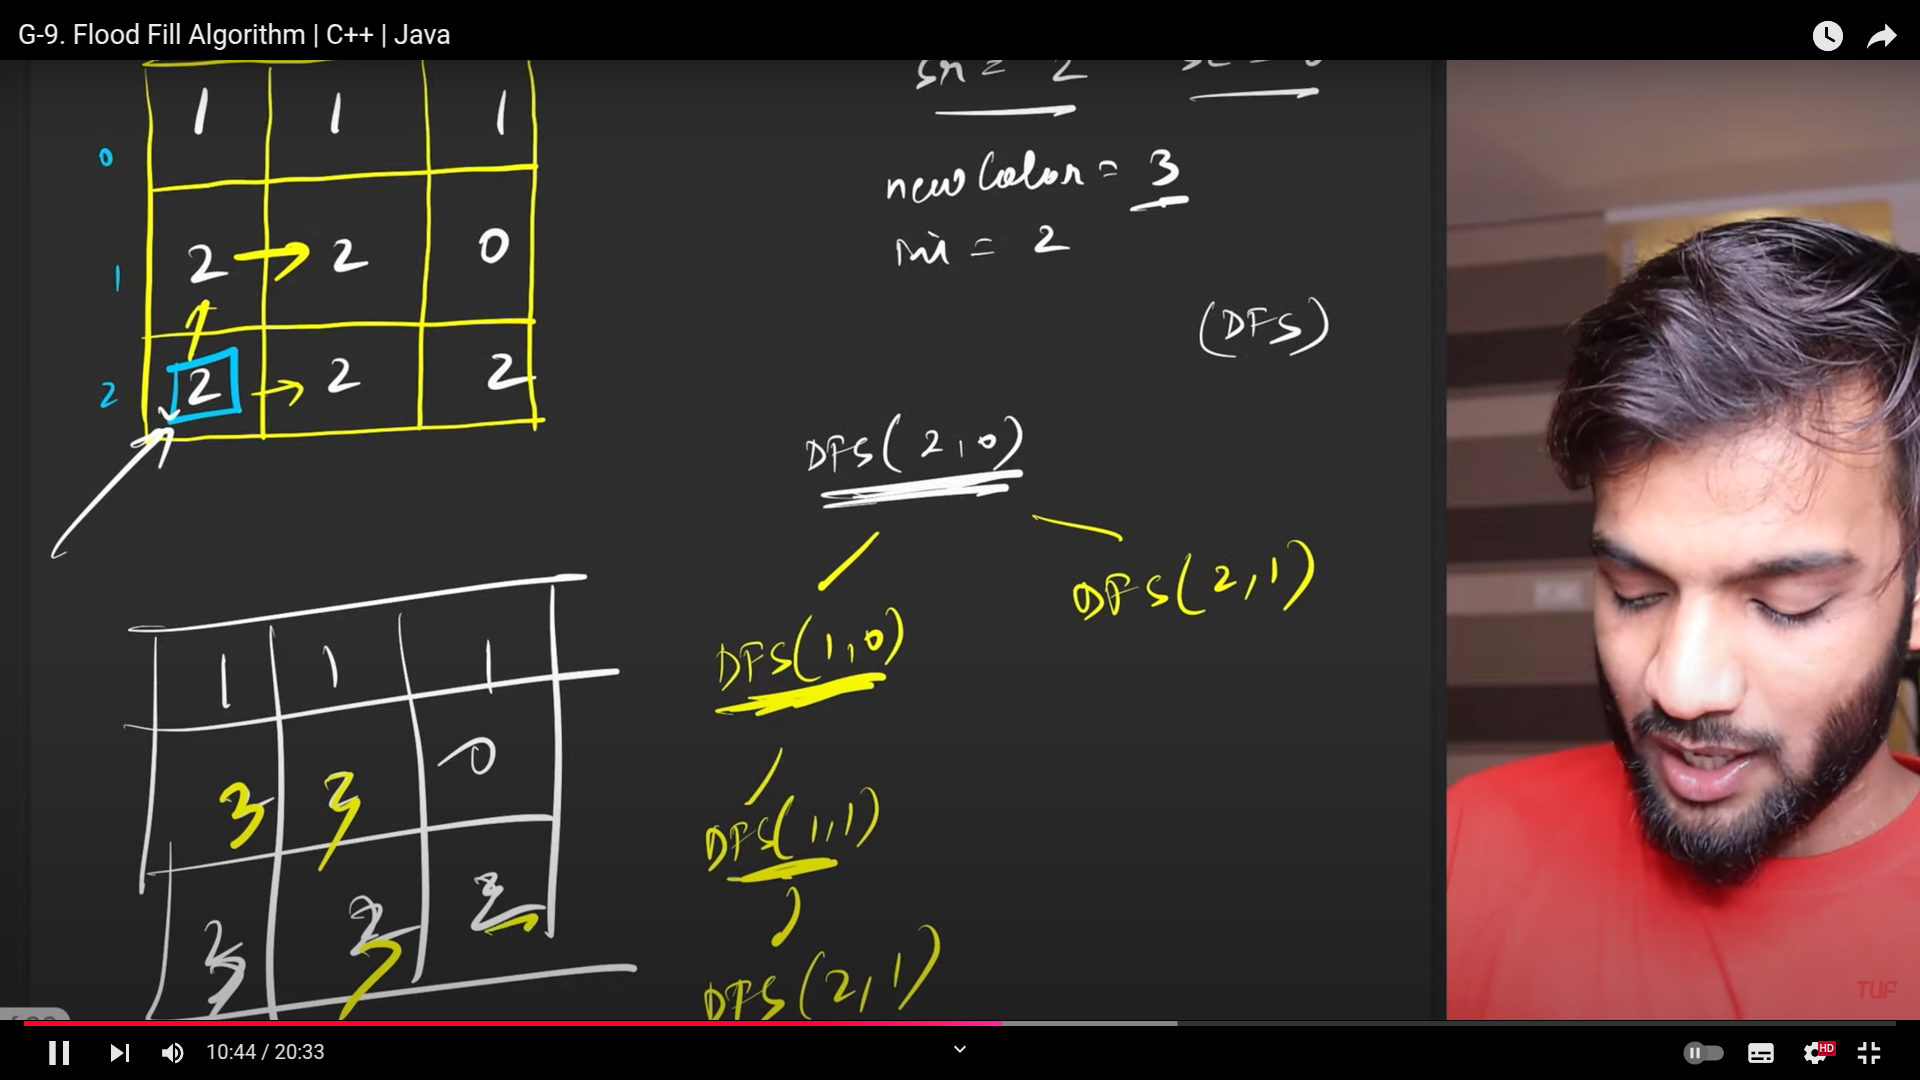 G-9. Flood Fill Algorithm | C++ | Java
1 1 1
0
2 2 0
1
2 2 2
2
sr = 2
newColor = 3
ini = 2
(DFS)
DFS(2,0)
DFS(1,0)
DFS(2,1)
DFS(1,1)
DFS(2,1)
1 1 1
3 3 0
3 3
TUF
10:44 / 20:33
HD